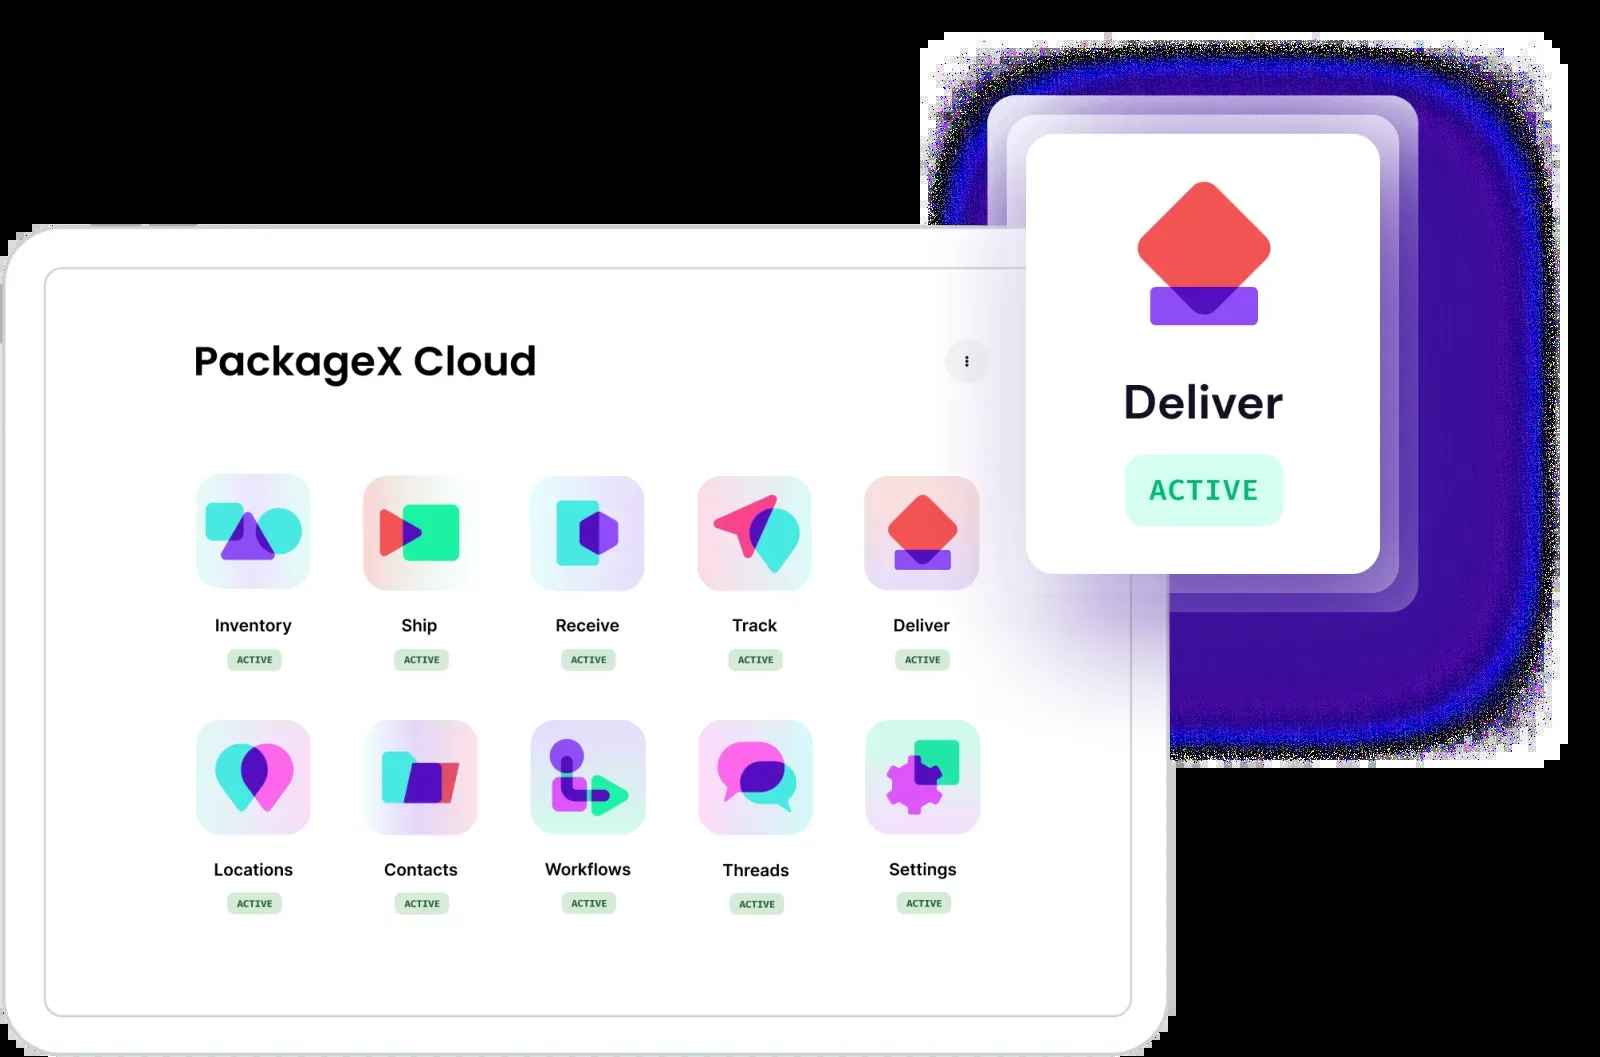 PackageX Cloud
Inventory
ACTIVE
Ship
ACTIVE
Receive
ACTIVE
Track
ACTIVE
Deliver
ACTIVE
Locations
ACTIVE
Contacts
ACTIVE
Workflows
ACTIVE
Threads
ACTIVE
Settings
ACTIVE
Deliver
ACTIVE